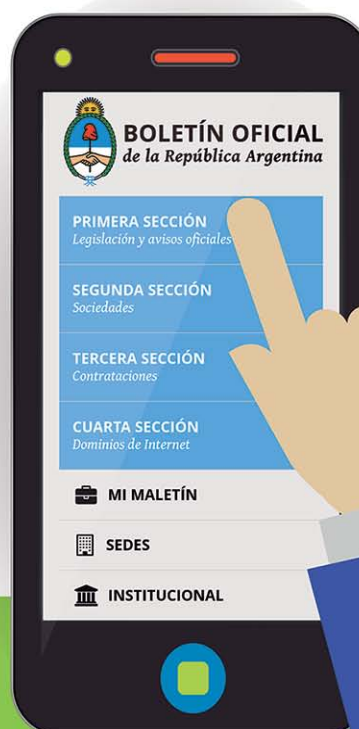 BOLETÍN OFICIAL
de la República Argentina
PRIMERA SECCIÓN
Legislación y avisos oficiales
SEGUNDA SECCIÓN
Sociedades
TERCERA SECCIÓN
Contrataciones
CUARTA SECCIÓN
Dominios de Internet
MI MALETÍN
SEDES
INSTITUCIONAL